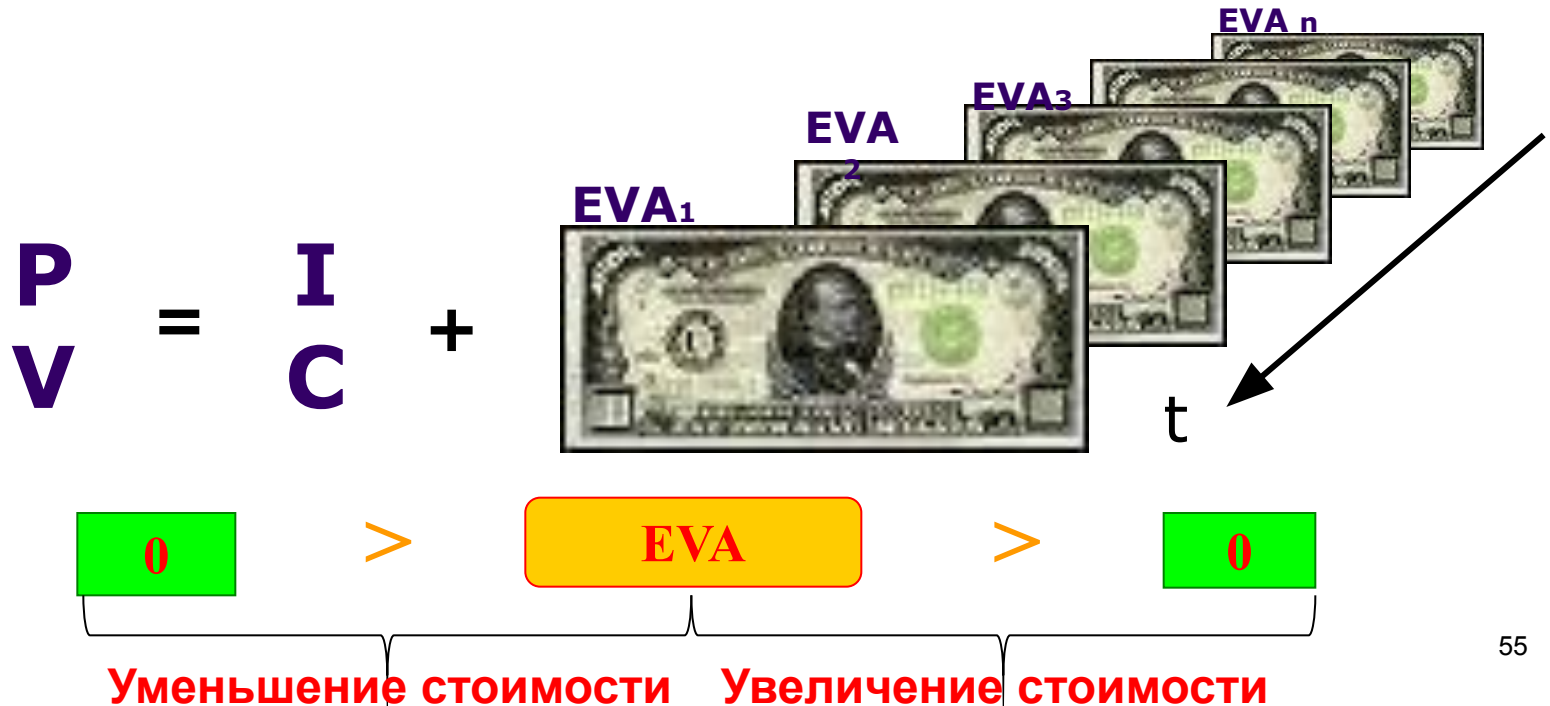 EVA n
EVA3
EVA
2
EVA1
P
V
=
I
C
+
t
0 > EVA > 0
Уменьшение стоимости Увеличение стоимости
55